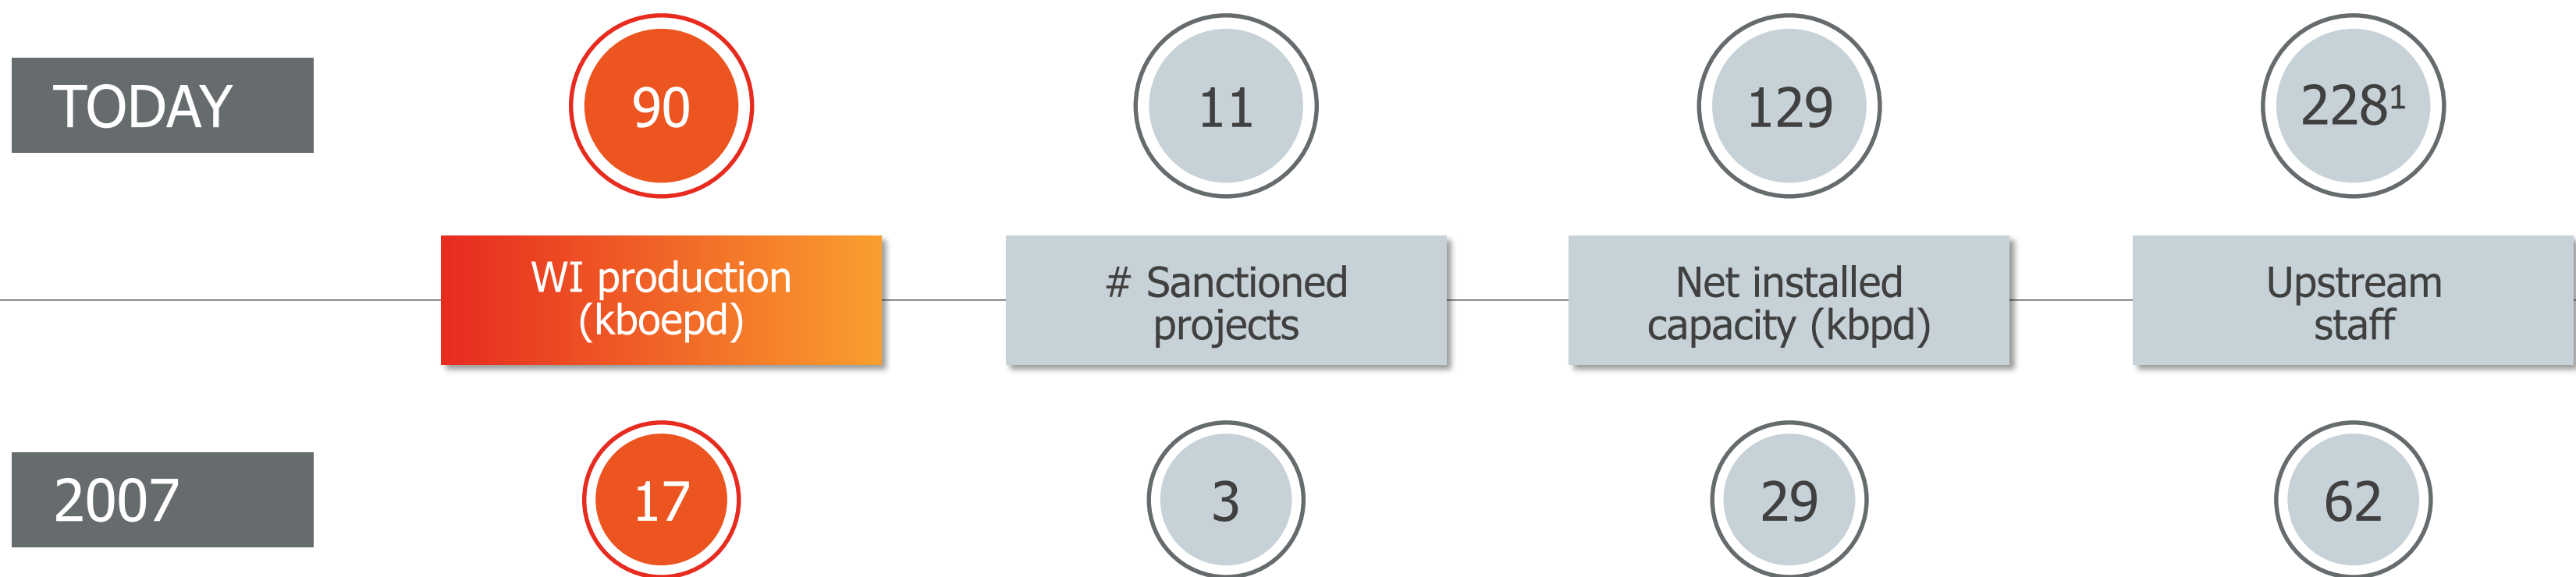 TODAY
90
11
129
228¹
WI production
(kboepd)
# Sanctioned
projects
Net installed
capacity (kbpd)
Upstream
staff
2007
17
3
29
62